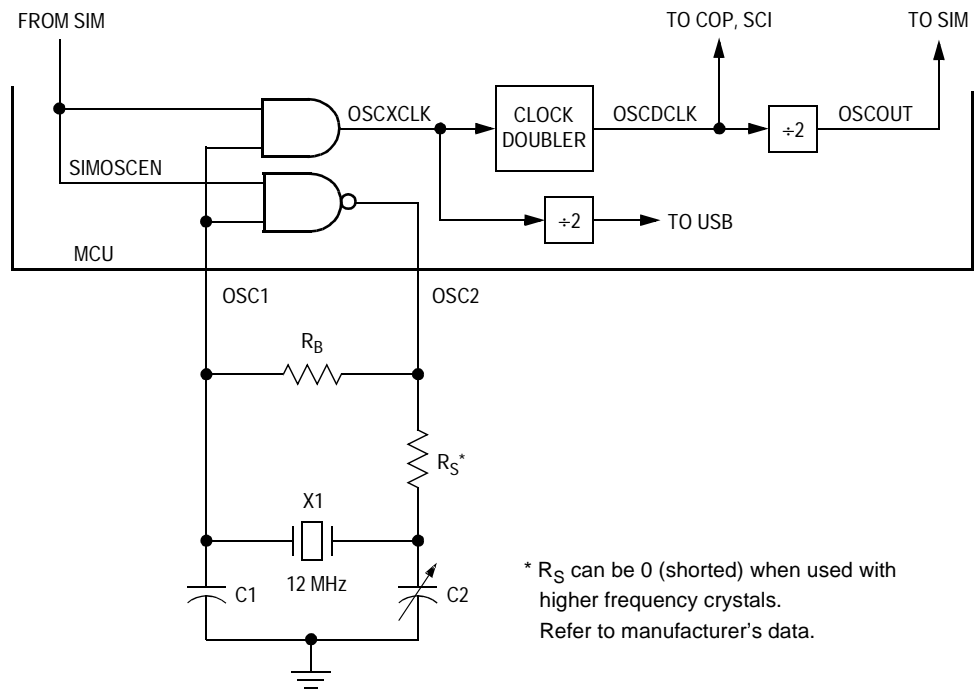 FROM SIM
TO COP, SCI
TO SIM
OSCXCLK
CLOCK
DOUBLER
OSCDCLK
÷2
OSCOUT
SIMOSCEN
÷2
TO USB
MCU
OSC1
OSC2
RB
RS*
X1
12 MHz
C1
C2
* RS can be 0 (shorted) when used with
higher frequency crystals.
Refer to manufacturer's data.